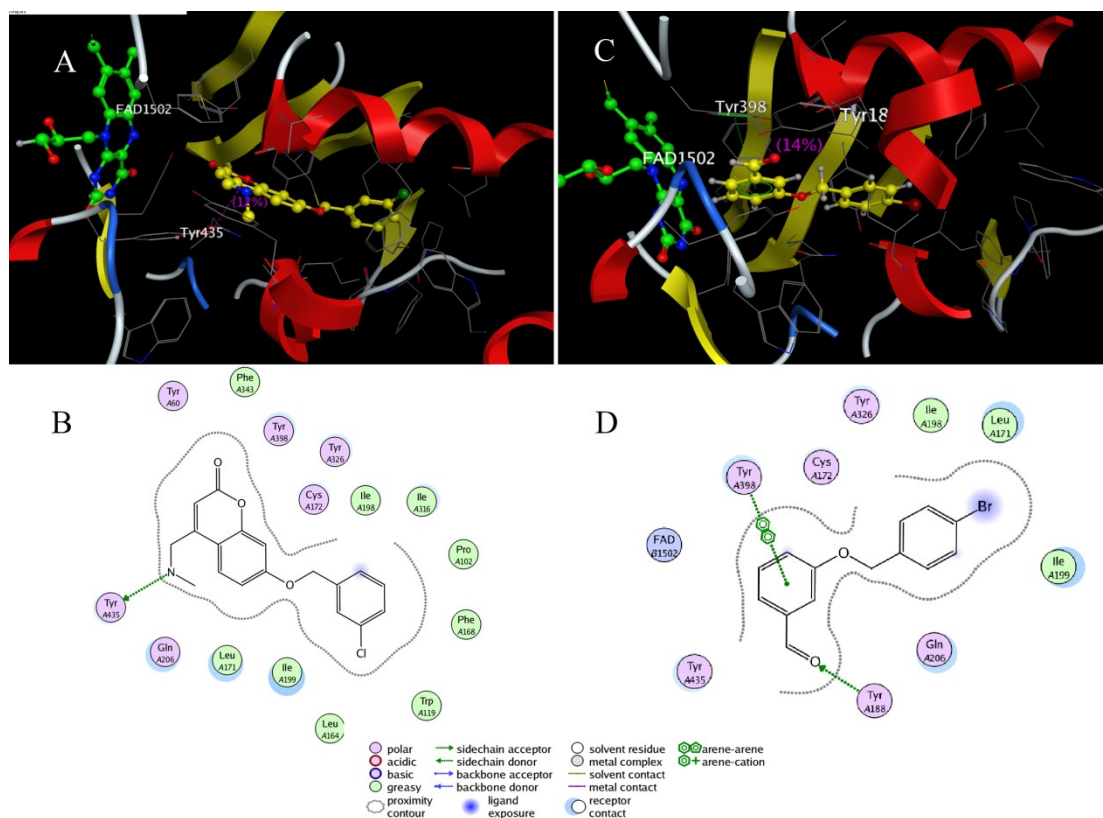 A
FAD1502
(11%)
Tyr435
C
Tyr398
Tyr18
(14%)
FAD1502
B
Tyr
A60
Phe
A343
Tyr
A398
Tyr
A326
Cys
A172
Ile
A198
Ile
A316
Pro
A102
Phe
A168
Trp
A119
Leu
A164
Ile
A199
Leu
A171
Gln
A206
Tyr
A435
O
O
N
O
Cl
D
Tyr
A326
Ile
A198
Leu
A171
Cys
A172
Tyr
A398
FAD
B1502
Br
Ile
A199
Gln
A206
Tyr
A435
Tyr
A188
O
O
polar
acidic
basic
greasy
proximity
contour
sidechain acceptor
sidechain donor
backbone acceptor
backbone donor
ligand
exposure
solvent residue
metal complex
solvent contact
metal contact
receptor
contact
arene-arene
arene-cation